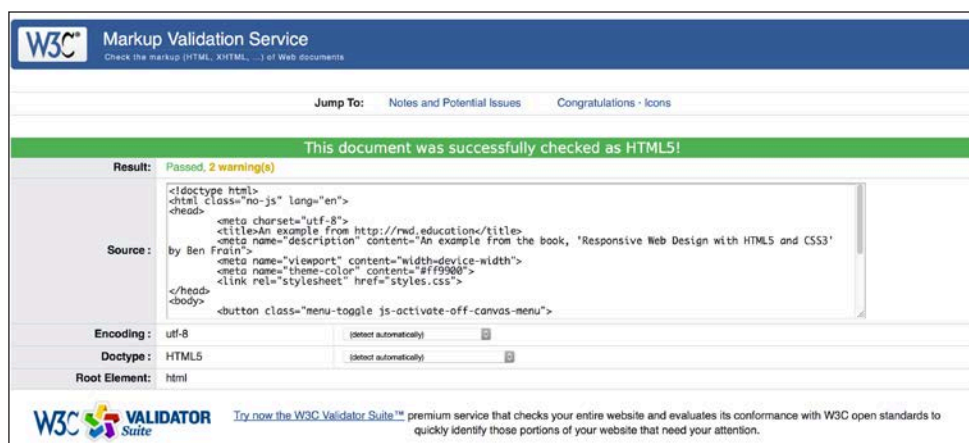 W3C® Markup Validation Service
Check the markup (HTML, XHTML, ...) of Web documents
Jump To: Notes and Potential Issues Congratulations · Icons
This document was successfully checked as HTML5!
Result: Passed, 2 warning(s)
Source :
<!doctype html>
<html class="no-js" lang="en">
<head>
<meta charset="utf-8">
<title>An example from http://rwd.education</title>
<meta name="description" content="An example from the book, 'Responsive Web Design with HTML5 and CSS3'
by Ben Frain">
<meta name="viewport" content="width=device-width">
<meta name="theme-color" content="#ff9900">
<link rel="stylesheet" href="styles.css">
</head>
<body>
<button class="menu-toggle js-activate-off-canvas-menu">
Encoding : utf-8 (detect automatically)
Doctype : HTML5 (detect automatically)
Root Element: html
W3C VALIDATOR Suite
Try now the W3C Validator Suite™ premium service that checks your entire website and evaluates its conformance with W3C open standards to
quickly identify those portions of your website that need your attention.